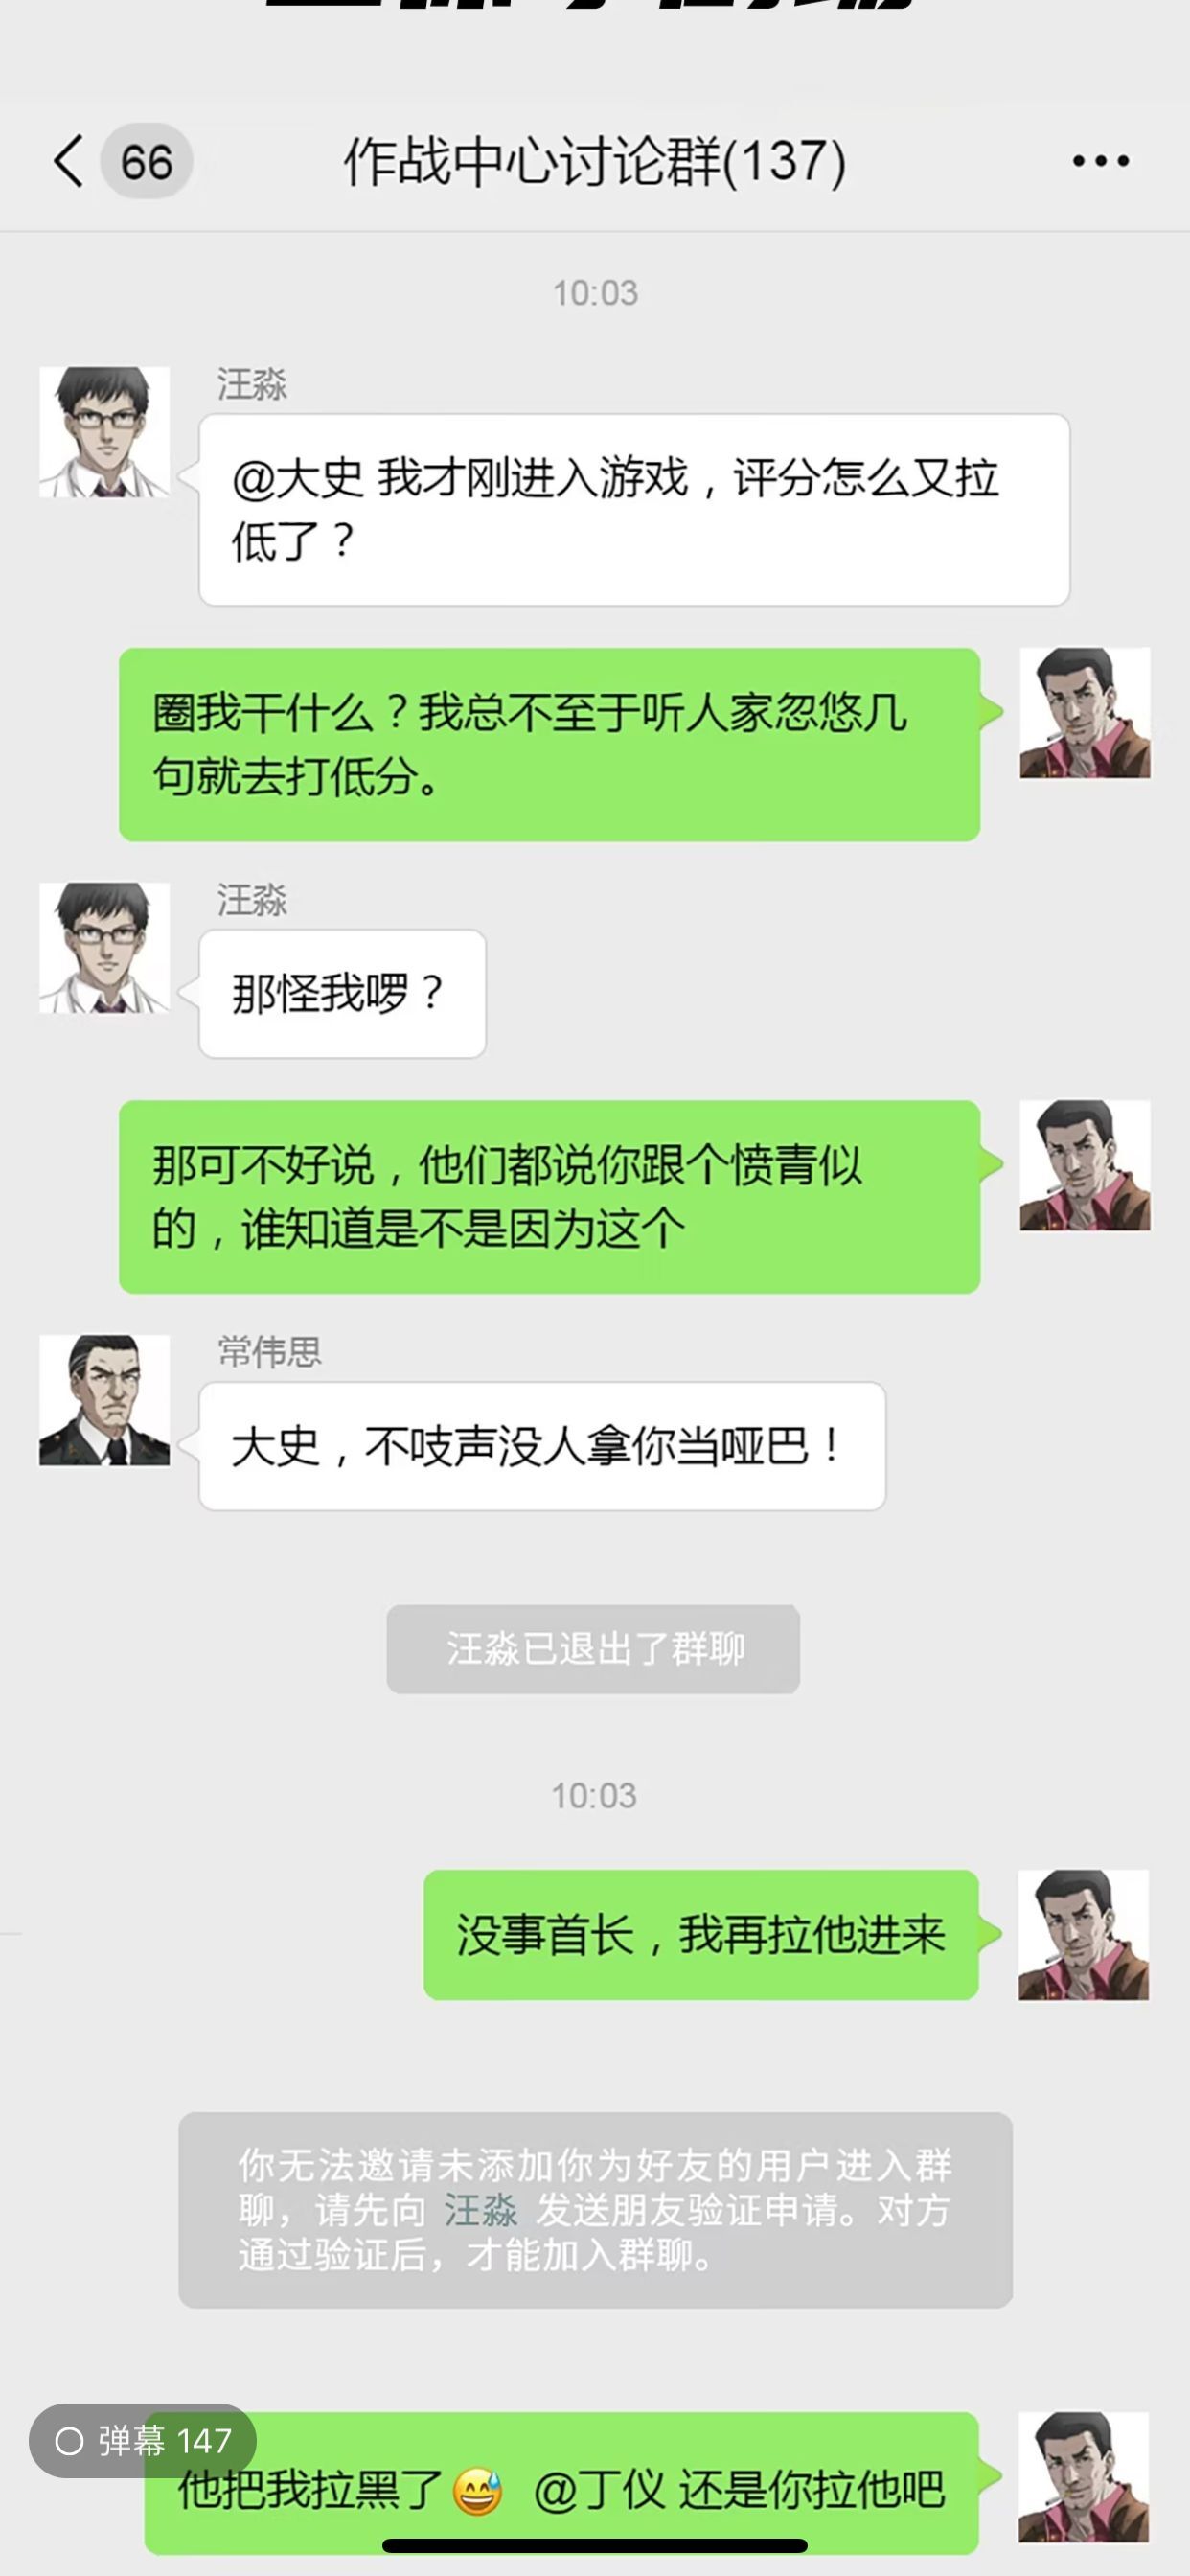 66
作战中心讨论群(137)
10:03
汪淼
@大史 我才刚进入游戏，评分怎么又拉
低了？
圈我干什么？我总不至于听人家忽悠几
句就去打低分。
汪淼
那怪我啰？
那可不好说，他们都说你跟个愤青似
的，谁知道是不是因为这个
常伟思
大史，不吱声没人拿你当哑巴！
汪淼已退出了群聊
10:03
没事首长，我再拉他进来
你无法邀请未添加你为好友的用户进入群
聊，请先向 汪淼 发送朋友验证申请。对方
通过验证后，才能加入群聊。
弹幕 147
他把我拉黑了😅 @丁仪 还是你拉他吧